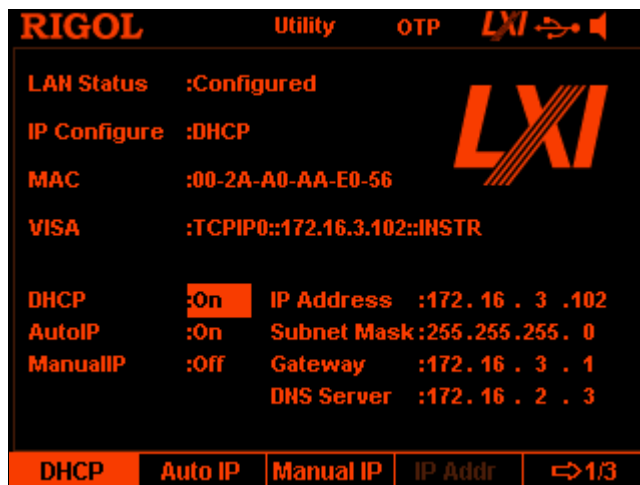 RIGOL Utility OTP LXI
LAN Status :Configured
LXI
IP Configure :DHCP
MAC :00-2A-A0-AA-E0-56
VISA :TCPIP0::172.16.3.102::INSTR
DHCP :On IP Address :172. 16 . 3 .102
AutoIP :On Subnet Mask:255.255.255. 0
ManualIP :Off Gateway :172. 16 . 3 . 1
DNS Server :172. 16 . 2 . 3
DHCP Auto IP Manual IP IP Addr ⇨1/3